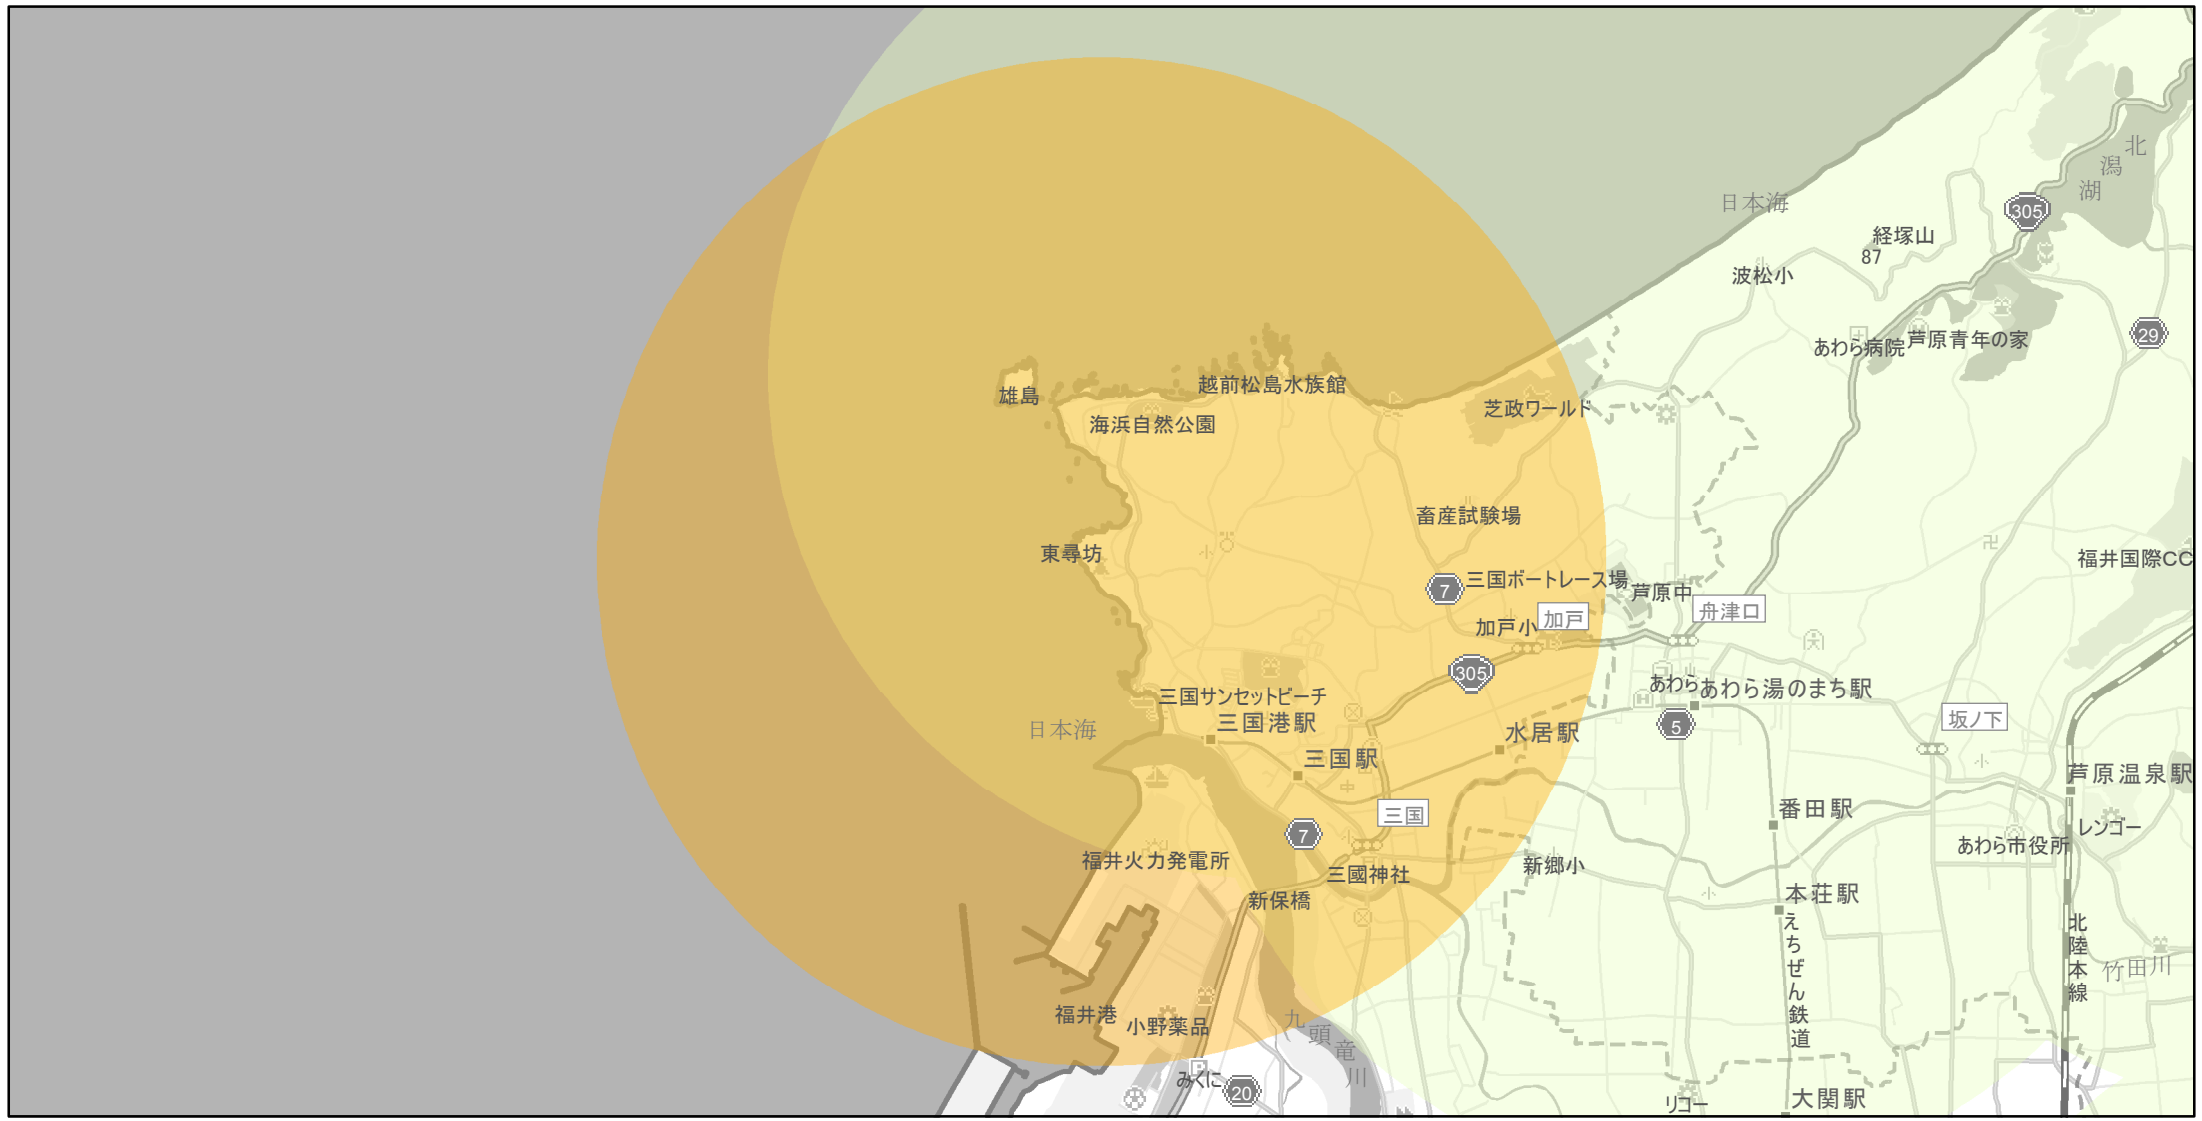 北潟湖
日本海
305
経塚山
87
波松小
29
あわら病院
芦原青年の家
越前松島水族館
雄島
海浜自然公園
芝政ワールド
畜産試験場
東尋坊
福井国際CC
7
三国ボートレース場
芦原中
舟津口
加戸小
加戸
305
あわら
あわら湯のまち駅
三国サンセットビーチ
三国港駅
日本海
5
坂ノ下
水居駅
三国駅
芦原温泉駅
三国
番田駅
7
レンゴー
あわら市役所
福井火力発電所
新郷小
三國神社
本荘駅
新保橋
えちぜん鉄道
北陸本線
竹田川
福井港
小野薬品
九頭竜川
みくに
20
リコー
大関駅